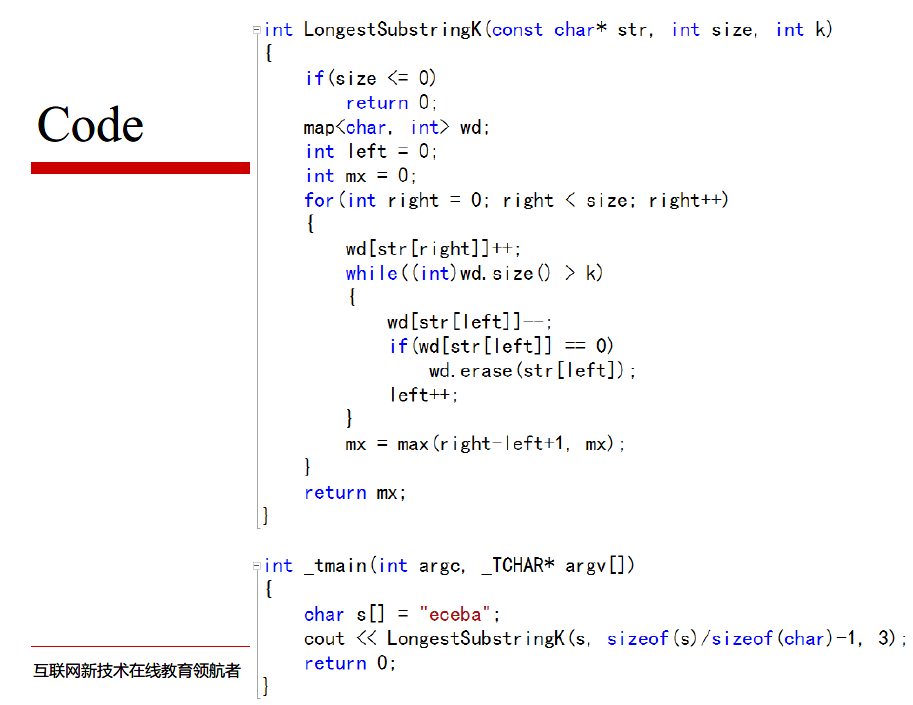 Code
int LongestSubstringK(const char* str, int size, int k)
{
    if(size <= 0)
        return 0;
    map<char, int> wd;
    int left = 0;
    int mx = 0;
    for(int right = 0; right < size; right++)
    {
        wd[str[right]]++;
        while((int)wd.size() > k)
        {
            wd[str[left]]--;
            if(wd[str[left]] == 0)
                wd.erase(str[left]);
            left++;
        }
        mx = max(right-left+1, mx);
    }
    return mx;
}
int _tmain(int argc, _TCHAR* argv[])
{
    char s[] = "eceba";
    cout << LongestSubstringK(s, sizeof(s)/sizeof(char)-1, 3);
    return 0;
}
互联网新技术在线教育领航者